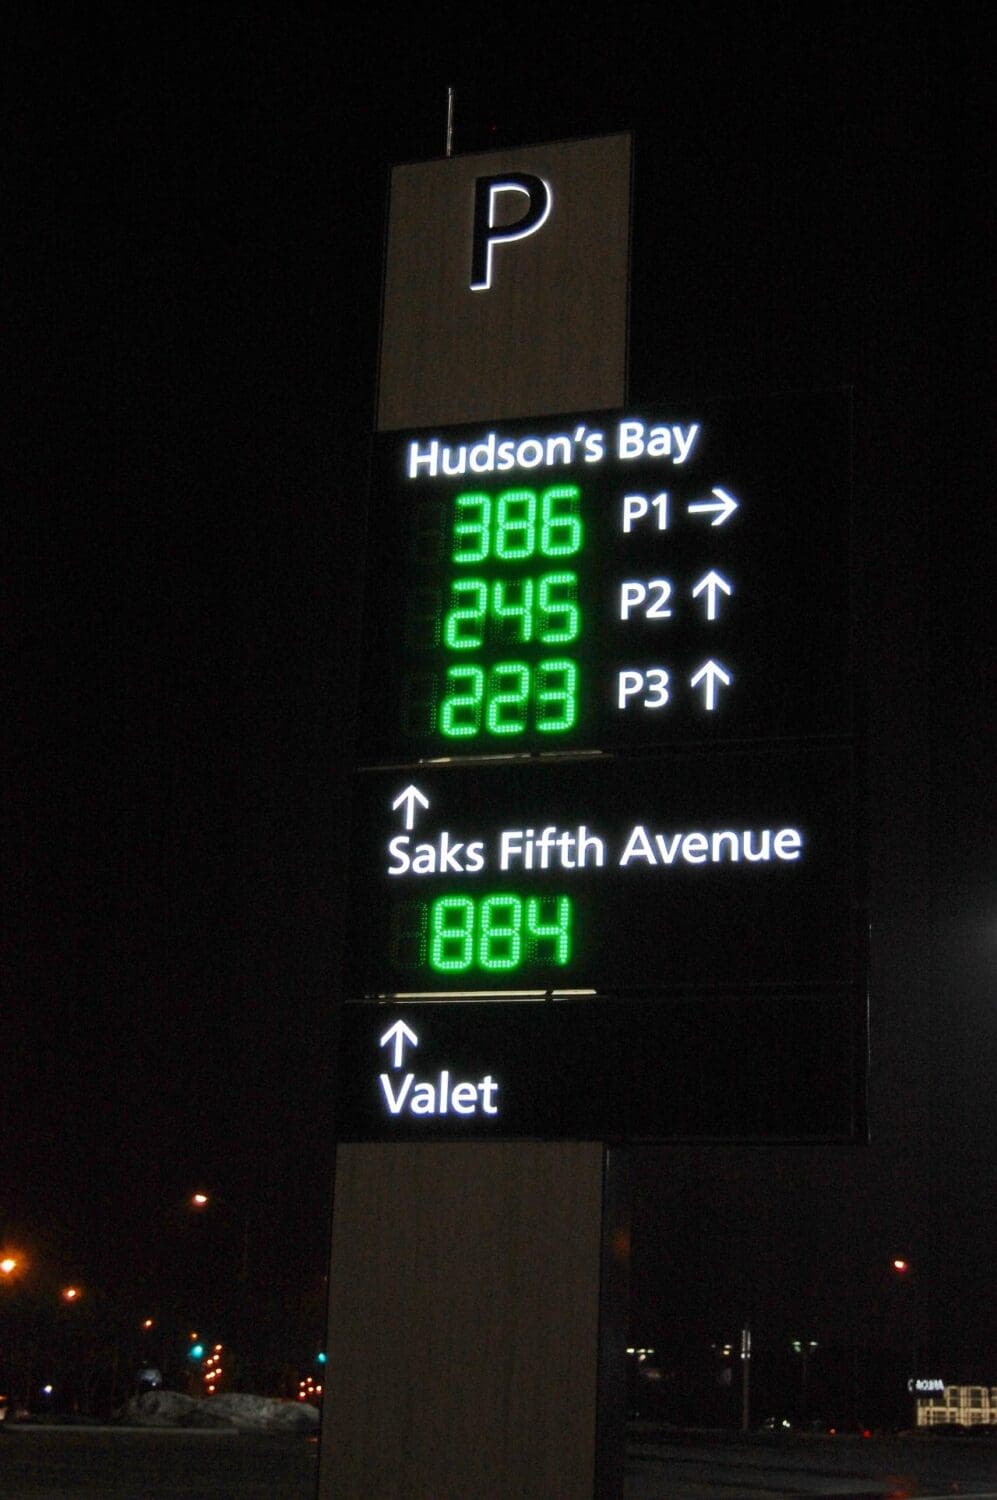 P
Hudson's Bay
386 P1 →
245 P2 ↑
223 P3 ↑
↑
Saks Fifth Avenue
884
↑
Valet